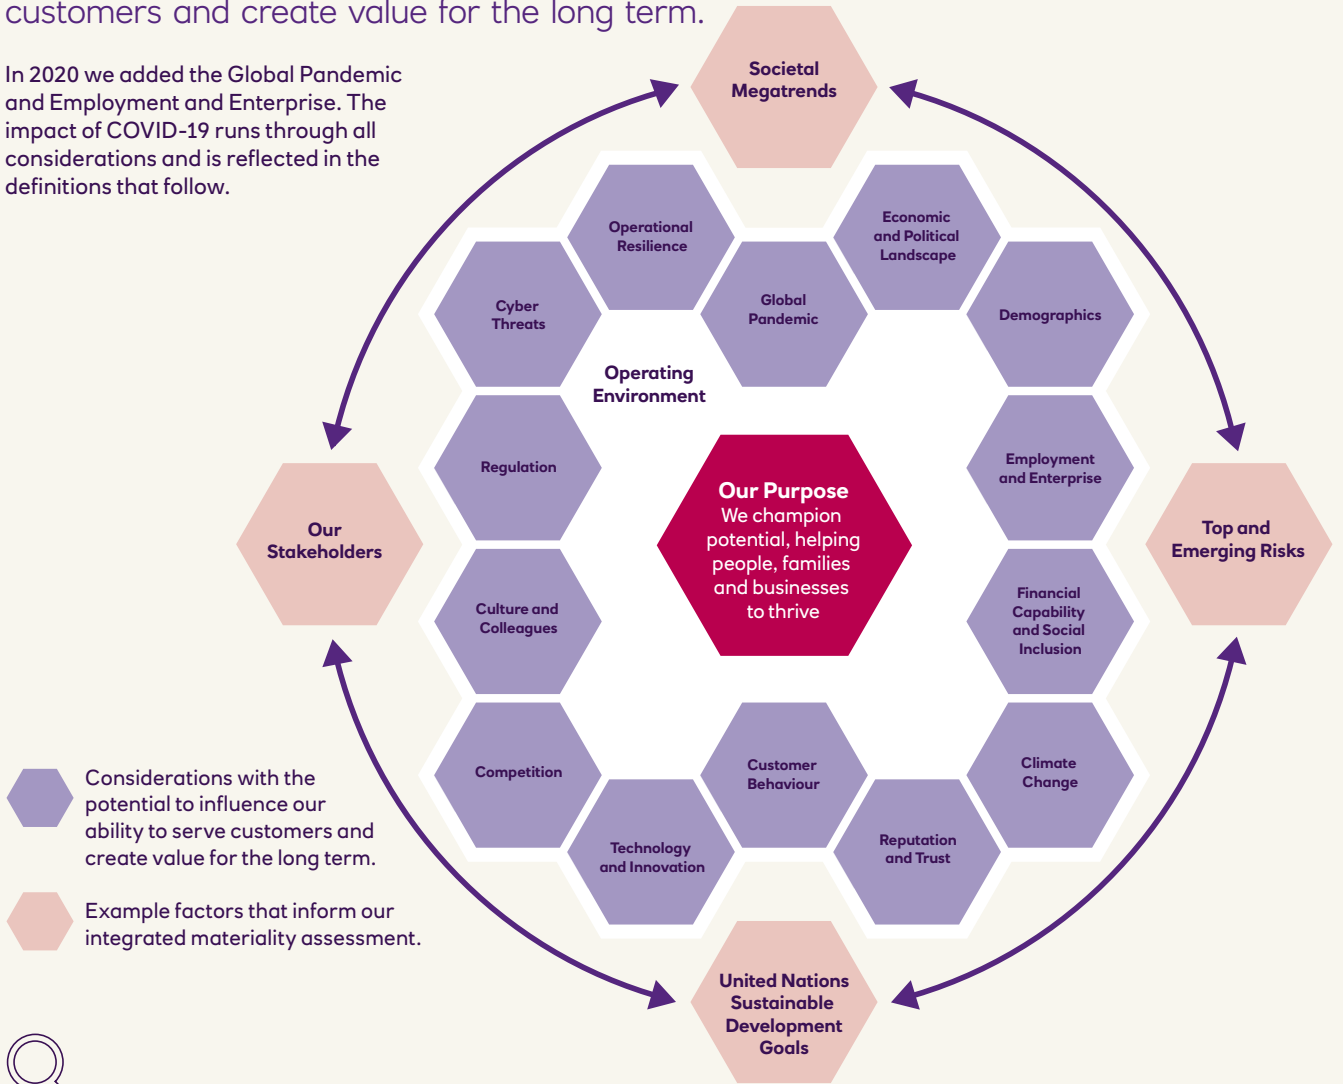 customers and create value for the long term.
In 2020 we added the Global Pandemic
and Employment and Enterprise. The
impact of COVID-19 runs through all
considerations and is reflected in the
definitions that follow.
Societal
Megatrends
Operational
Resilience
Economic
and Political
Landscape
Cyber
Threats
Global
Pandemic
Demographics
Operating
Environment
Regulation
Employment
and Enterprise
Our Purpose
We champion
potential, helping
people, families
and businesses
to thrive
Our
Stakeholders
Top and
Emerging Risks
Culture and
Colleagues
Financial
Capability
and Social
Inclusion
Competition
Customer
Behaviour
Climate
Change
Technology
and Innovation
Reputation
and Trust
Considerations with the
potential to influence our
ability to serve customers and
create value for the long term.
Example factors that inform our
integrated materiality assessment.
United Nations
Sustainable
Development
Goals